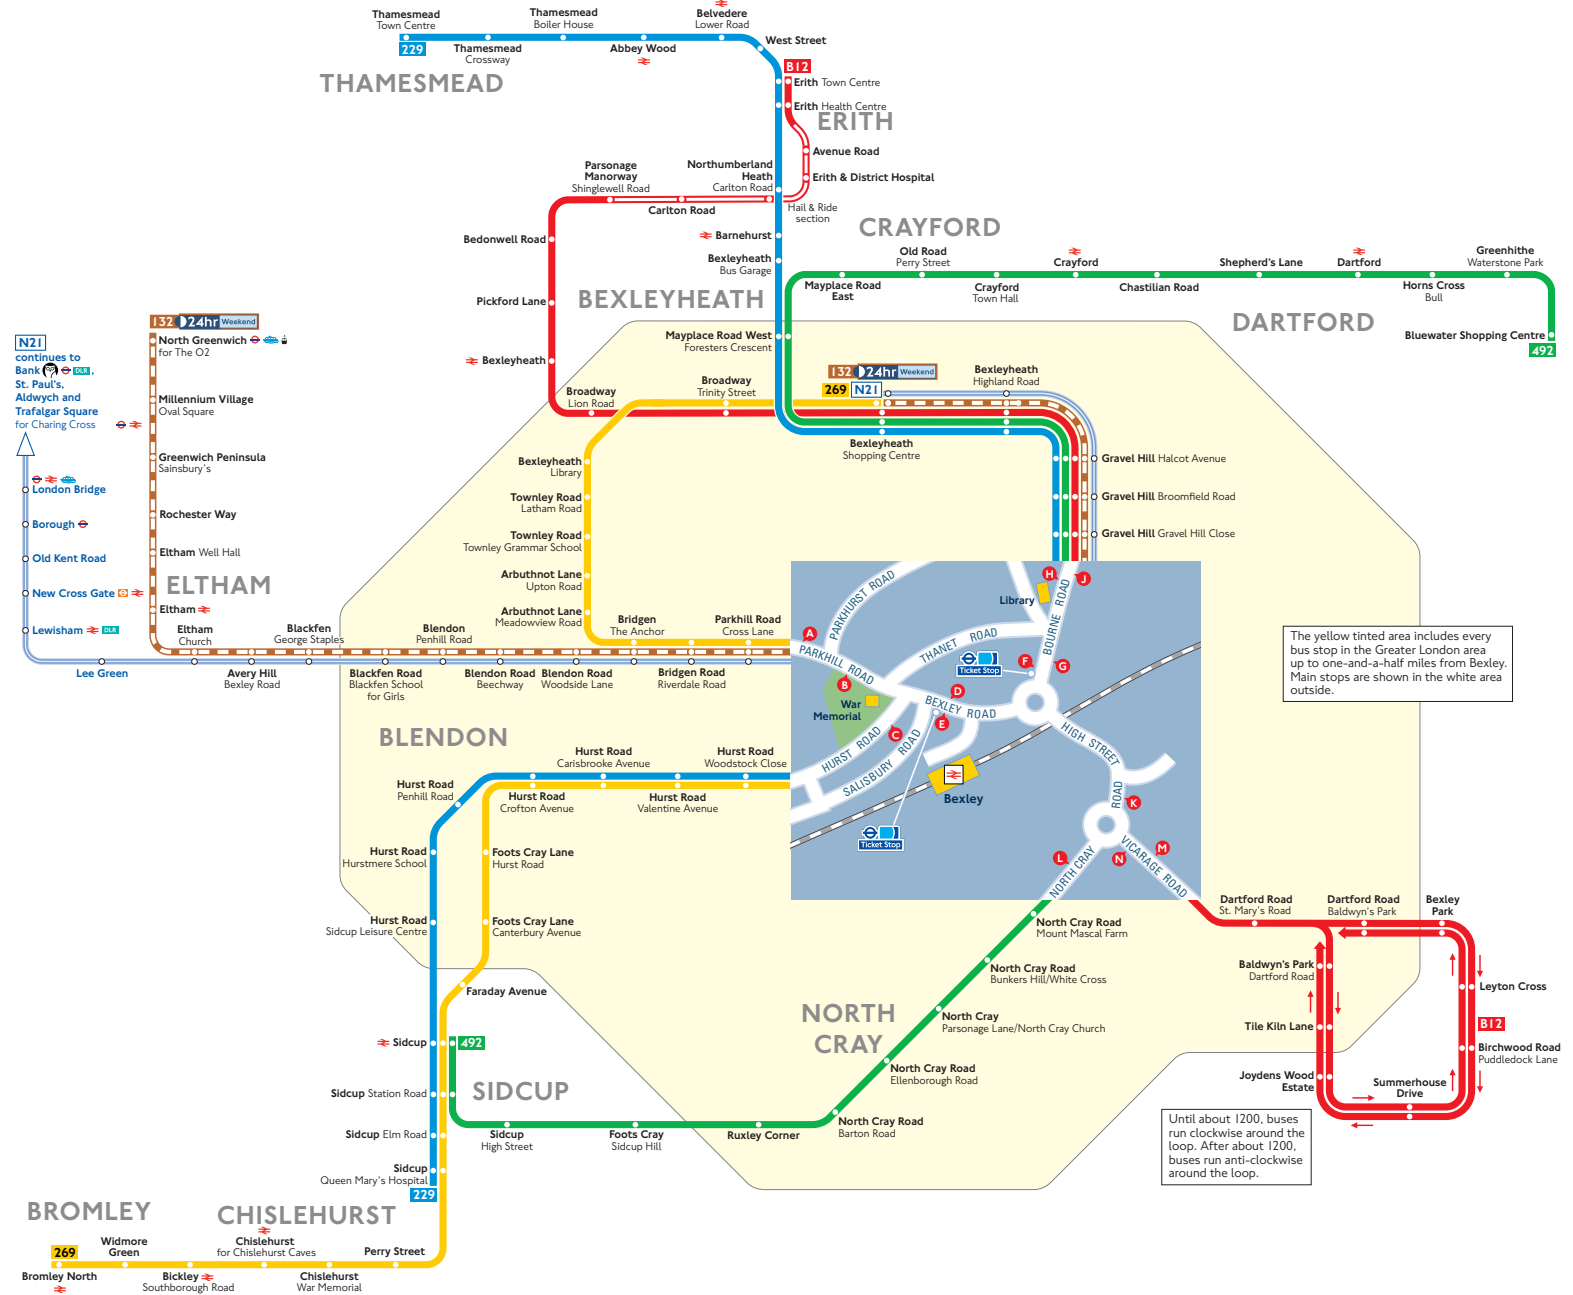 Thamesmead
Town Centre
229
Thamesmead
Crossway
Thamesmead
Boiler House
Abbey Wood
Belvedere
Lower Road
West Street
THAMESMEAD
B12
Erith Town Centre
Erith Health Centre
ERITH
Avenue Road
Erith & District Hospital
Parsonage
Manorway
Shinglewell Road
Northumberland
Heath
Carlton Road
Carlton Road
Hail & Ride
section
Bedonwell Road
Barnehurst
Bexleyheath
Bus Garage
CRAYFORD
Old Road
Perry Street
Crayford
Shepherd's Lane
Dartford
Greenhithe
Waterstone Park
Mayplace Road
East
Crayford
Town Hall
Chastilian Road
Horns Cross
Bull
Pickford Lane
BEXLEYHEATH
DARTFORD
Mayplace Road West
Foresters Crescent
Bluewater Shopping Centre
492
132 24hr Weekend
North Greenwich
for The O2
N21
continues to
Bank DLR,
St. Paul's,
Aldwych and
Trafalgar Square
for Charing Cross
Bexleyheath
Millennium Village
Oval Square
Broadway
Lion Road
Broadway
Trinity Street
132 24hr Weekend
269 N21
Bexleyheath
Highland Road
Bexleyheath
Shopping Centre
Greenwich Peninsula
Sainsbury's
Bexleyheath
Library
Gravel Hill Halcot Avenue
London Bridge
Townley Road
Latham Road
Gravel Hill Broomfield Road
Borough
Rochester Way
Townley Road
Townley Grammar School
Gravel Hill Gravel Hill Close
Old Kent Road
Eltham Well Hall
ELTHAM
Arbuthnot Lane
Upton Road
New Cross Gate
Eltham
Arbuthnot Lane
Meadowview Road
Lewisham DLR
Eltham
Church
Blackfen
George Staples
Blendon
Penhill Road
Bridgen
The Anchor
Parkhill Road
Cross Lane
Lee Green
Avery Hill
Bexley Road
Blackfen Road
Blackfen School
for Girls
Blendon Road
Beechway
Blendon Road
Woodside Lane
Bridgen Road
Riverdale Road
PARKHURST ROAD
H
J
Library
BOURNE ROAD
A
THANET ROAD
PARKHILL ROAD
Ticket Stop
F
G
B
D
War
Memorial
BEXLEY ROAD
E
C
HURST ROAD
SALISBURY ROAD
HIGH STREET
Bexley
ROAD
K
Ticket Stop
L
N
M
NORTH CRAY
VICARAGE ROAD
The yellow tinted area includes every
bus stop in the Greater London area
up to one-and-a-half miles from Bexley.
Main stops are shown in the white area
outside.
BLENDON
Hurst Road
Carisbrooke Avenue
Hurst Road
Woodstock Close
Hurst Road
Penhill Road
Hurst Road
Crofton Avenue
Hurst Road
Valentine Avenue
Hurst Road
Hurstmere School
Foots Cray Lane
Hurst Road
Hurst Road
Sidcup Leisure Centre
Foots Cray Lane
Canterbury Avenue
Faraday Avenue
North Cray Road
Mount Mascal Farm
Dartford Road
St. Mary's Road
Dartford Road
Baldwyn's Park
Bexley
Park
North Cray Road
Bunkers Hill/White Cross
Baldwyn's Park
Dartford Road
Leyton Cross
NORTH
CRAY
North Cray
Parsonage Lane/North Cray Church
Tile Kiln Lane
B12
Sidcup
492
Birchwood Road
Puddledock Lane
North Cray Road
Ellenborough Road
Joydens Wood
Estate
Summerhouse
Drive
SIDCUP
Sidcup Station Road
North Cray Road
Barton Road
Sidcup Elm Road
Sidcup
High Street
Foots Cray
Sidcup Hill
Ruxley Corner
Until about 1200, buses
run clockwise around the
loop. After about 1200,
buses run anti-clockwise
around the loop.
Sidcup
Queen Mary's Hospital
229
BROMLEY
CHISLEHURST
269
Widmore
Green
Chislehurst
for Chislehurst Caves
Perry Street
Bromley North
Bickley
Southborough Road
Chislehurst
War Memorial